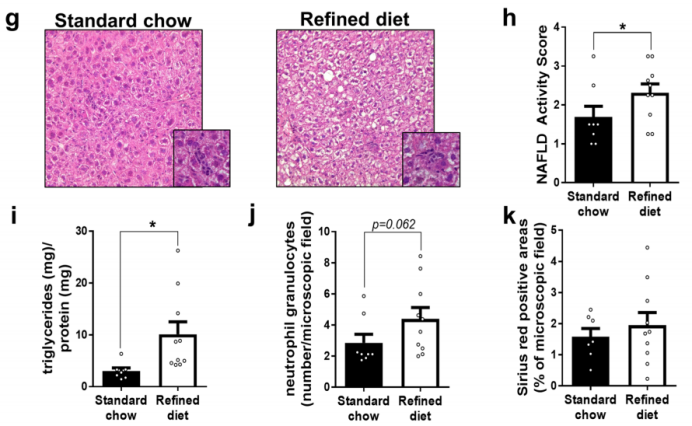 g
Standard chow
Refined diet
h
NAFLD Activity Score
4
3
2
1
0
*
Standard
chow
Refined
diet
i
triglycerides (mg)/
protein (mg)
30
20
10
0
*
Standard
chow
Refined
diet
j
neutrophil granulocytes
(number/microscopic field)
10
8
6
4
2
0
p=0.062
Standard
chow
Refined
diet
k
Sirius red positive areas
(% of microscopic field)
5
4
3
2
1
0
Standard
chow
Refined
diet